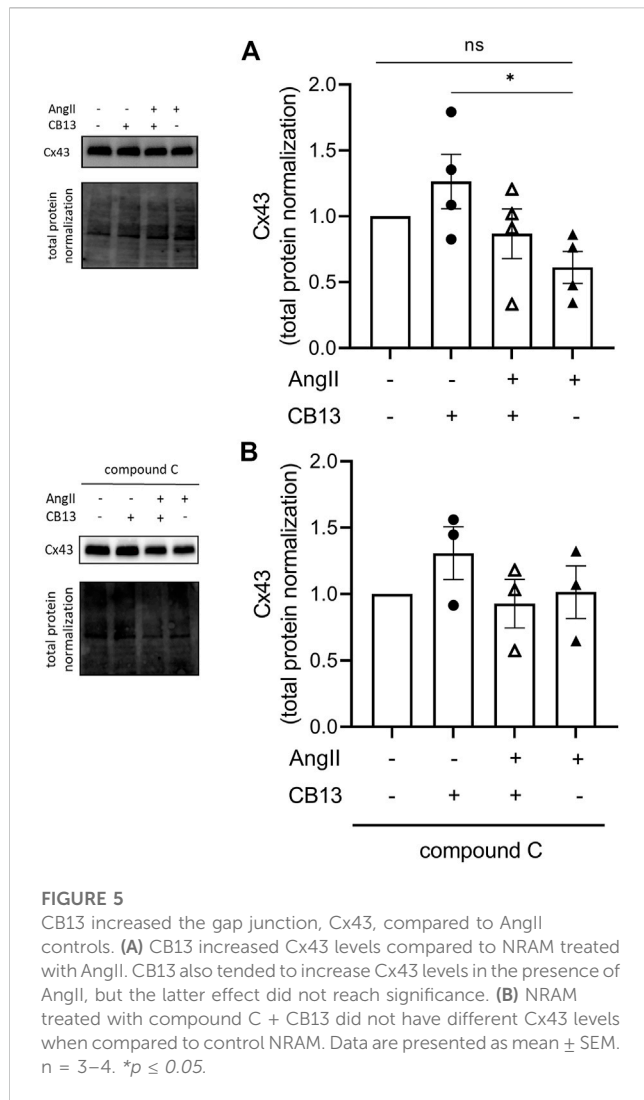 A
AngII - - + +
CB13 - + + -
Cx43
total protein
normalization
ns
*
Cx43
(total protein normalization)
2.0
1.5
1.0
0.5
0.0
AngII - - + +
CB13 - + + -
B
compound C
AngII - - + +
CB13 - + + -
Cx43
total protein
normalization
Cx43
(total protein normalization)
2.0
1.5
1.0
0.5
0.0
AngII - - + +
CB13 - + + -
compound C
FIGURE 5
CB13 increased the gap junction, Cx43, compared to AngII
controls. (A) CB13 increased Cx43 levels compared to NRAM treated
with AngII. CB13 also tended to increase Cx43 levels in the presence of
AngII, but the latter effect did not reach significance. (B) NRAM
treated with compound C + CB13 did not have different Cx43 levels
when compared to control NRAM. Data are presented as mean ± SEM.
n = 3–4. *p ≤ 0.05.